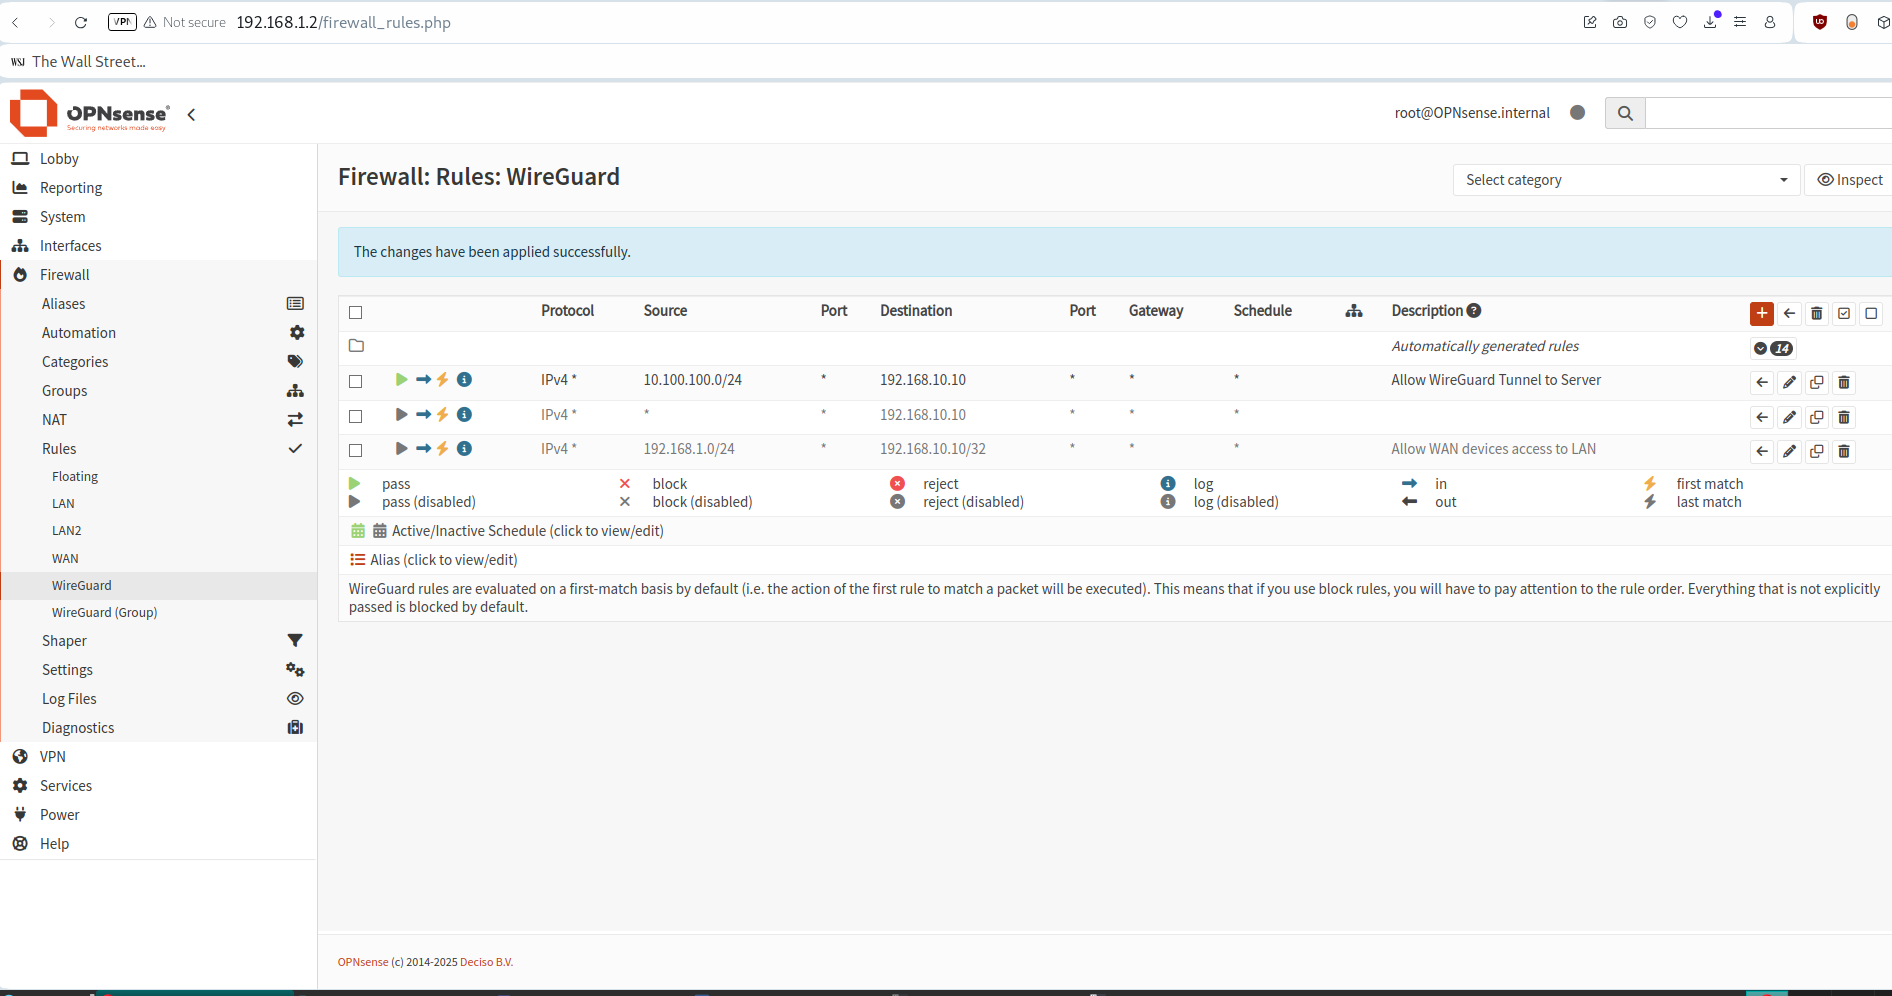 VPN Not secure 192.168.1.2/firewall_rules.php
WSJ The Wall Street...
OPNsense®
Securing networks made easy
root@OPNsense.internal
Lobby
Reporting
System
Interfaces
Firewall
Aliases
Automation
Categories
Groups
NAT
Rules
Floating
LAN
LAN2
WAN
WireGuard
WireGuard (Group)
Shaper
Settings
Log Files
Diagnostics
VPN
Services
Power
Help
Firewall: Rules: WireGuard
Select category
Inspect
The changes have been applied successfully.
Protocol Source Port Destination Port Gateway Schedule Description
Automatically generated rules 14
IPv4 * 10.100.100.0/24 * 192.168.10.10 * * * Allow WireGuard Tunnel to Server
IPv4 * * * 192.168.10.10 * * *
IPv4 * 192.168.1.0/24 * 192.168.10.10/32 * * * Allow WAN devices access to LAN
pass block reject log in first match
pass (disabled) block (disabled) reject (disabled) log (disabled) out last match
Active/Inactive Schedule (click to view/edit)
Alias (click to view/edit)
WireGuard rules are evaluated on a first-match basis by default (i.e. the action of the first rule to match a packet will be executed). This means that if you use block rules, you will have to pay attention to the rule order. Everything that is not explicitly
passed is blocked by default.
OPNsense (c) 2014-2025 Deciso B.V.